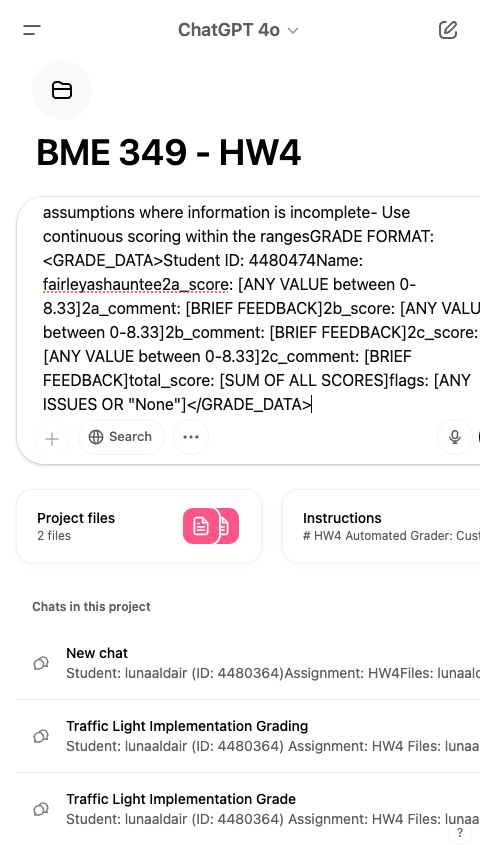 ChatGPT 4o
BME 349 - HW4
assumptions where information is incomplete- Use
continuous scoring within the rangesGRADE FORMAT:
<GRADE_DATA>Student ID: 4480474Name:
fairleyashauntee2a_score: [ANY VALUE between 0-
8.33]2a_comment: [BRIEF FEEDBACK]2b_score: [ANY VALU
between 0-8.33]2b_comment: [BRIEF FEEDBACK]2c_score:
[ANY VALUE between 0-8.33]2c_comment: [BRIEF
FEEDBACK]total_score: [SUM OF ALL SCORES]flags: [ANY
ISSUES OR "None"]</GRADE_DATA>
Search
Project files
2 files
Instructions
# HW4 Automated Grader: Cust
Chats in this project
New chat
Student: lunaaldair (ID: 4480364)Assignment: HW4Files: lunaald
Traffic Light Implementation Grading
Student: lunaaldair (ID: 4480364) Assignment: HW4 Files: lunaa
Traffic Light Implementation Grade
Student: lunaaldair (ID: 4480364) Assignment: HW4 Files: lunaa
?